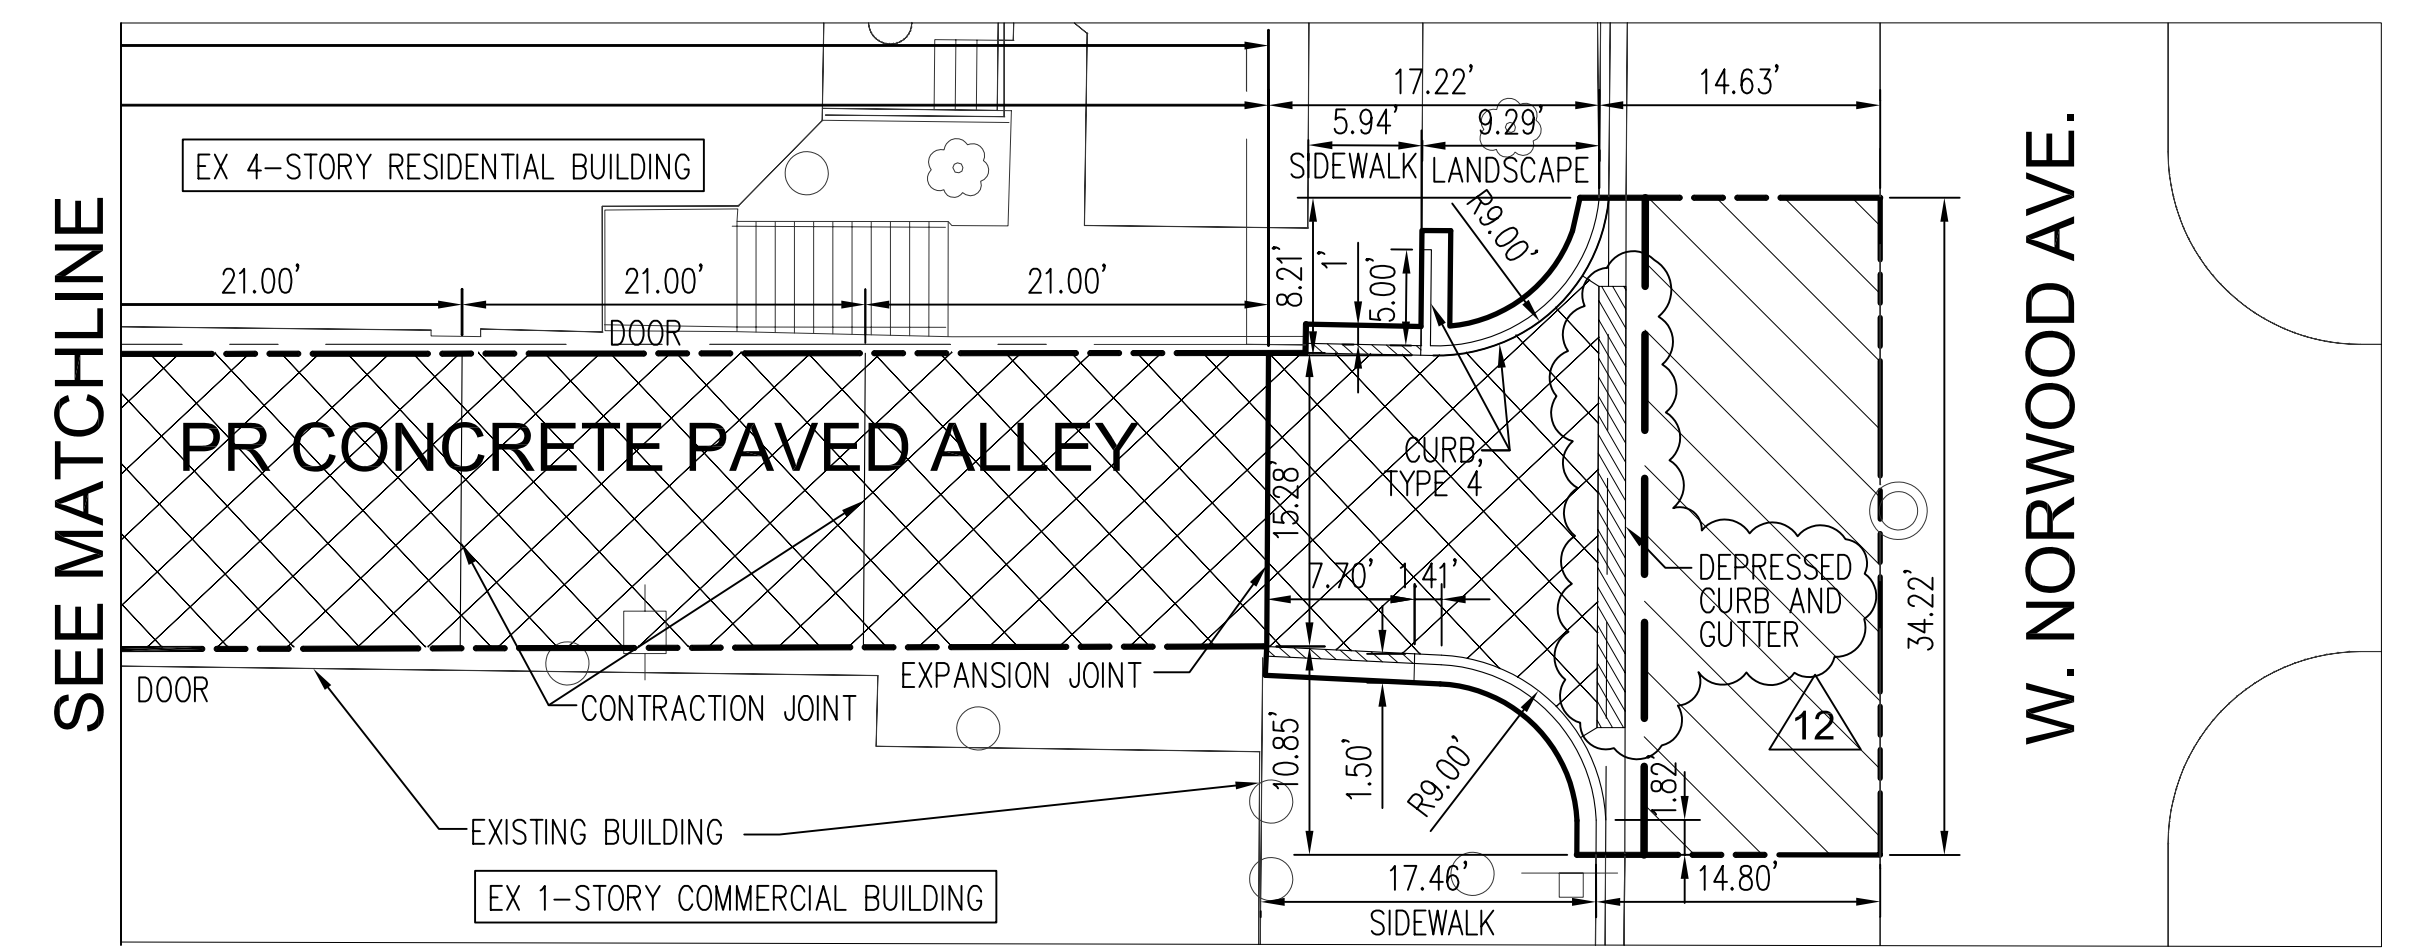 17.22'
14.63'
5.94'
9.29'
SIDEWALK
LANDSCAPE
EX 4-STORY RESIDENTIAL BUILDING
SEE MATCHLINE
W. NORWOOD AVE.
R9.00'
21.00'
21.00'
21.00'
8.21'
1'
5.00'
DOOR
PR CONCRETE PAVED ALLEY
CURB,
TYPE 4
15.28'
7.70'
1.41'
DEPRESSED
CURB AND
GUTTER
34.22'
DOOR
EXPANSION JOINT
CONTRACTION JOINT
12
10.85'
1.50'
R9.00'
1.82'
EXISTING BUILDING
EX 1-STORY COMMERCIAL BUILDING
17.46'
14.80'
SIDEWALK